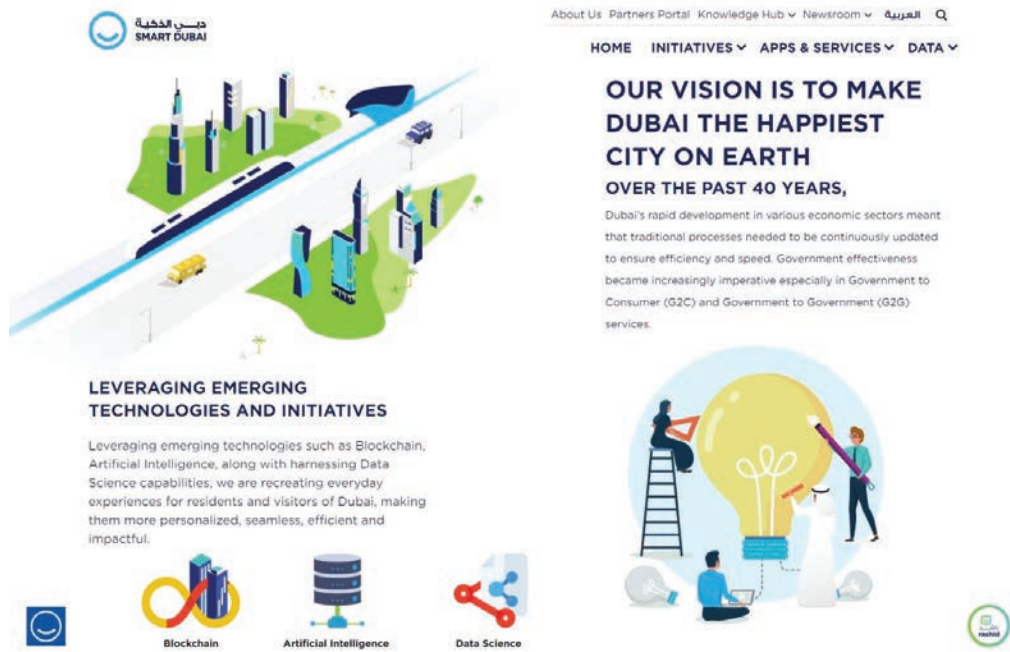 دبـــي الذكية
SMART DUBAI
About Us Partners Portal Knowledge Hub Newsroom العربية
HOME INITIATIVES APPS & SERVICES DATA
OUR VISION IS TO MAKE
DUBAI THE HAPPIEST
CITY ON EARTH
OVER THE PAST 40 YEARS,
Dubai's rapid development in various economic sectors meant
that traditional processes needed to be continuously updated
to ensure efficiency and speed. Government effectiveness
became increasingly imperative especially in Government to
Consumer (G2C) and Government to Government (G2G)
services.
LEVERAGING EMERGING
TECHNOLOGIES AND INITIATIVES
Leveraging emerging technologies such as Blockchain,
Artificial Intelligence, along with harnessing Data
Science capabilities, we are recreating everyday
experiences for residents and visitors of Dubai, making
them more personalized, seamless, efficient and
impactful.
Blockchain
Artificial Intelligence
Data Science
rashid